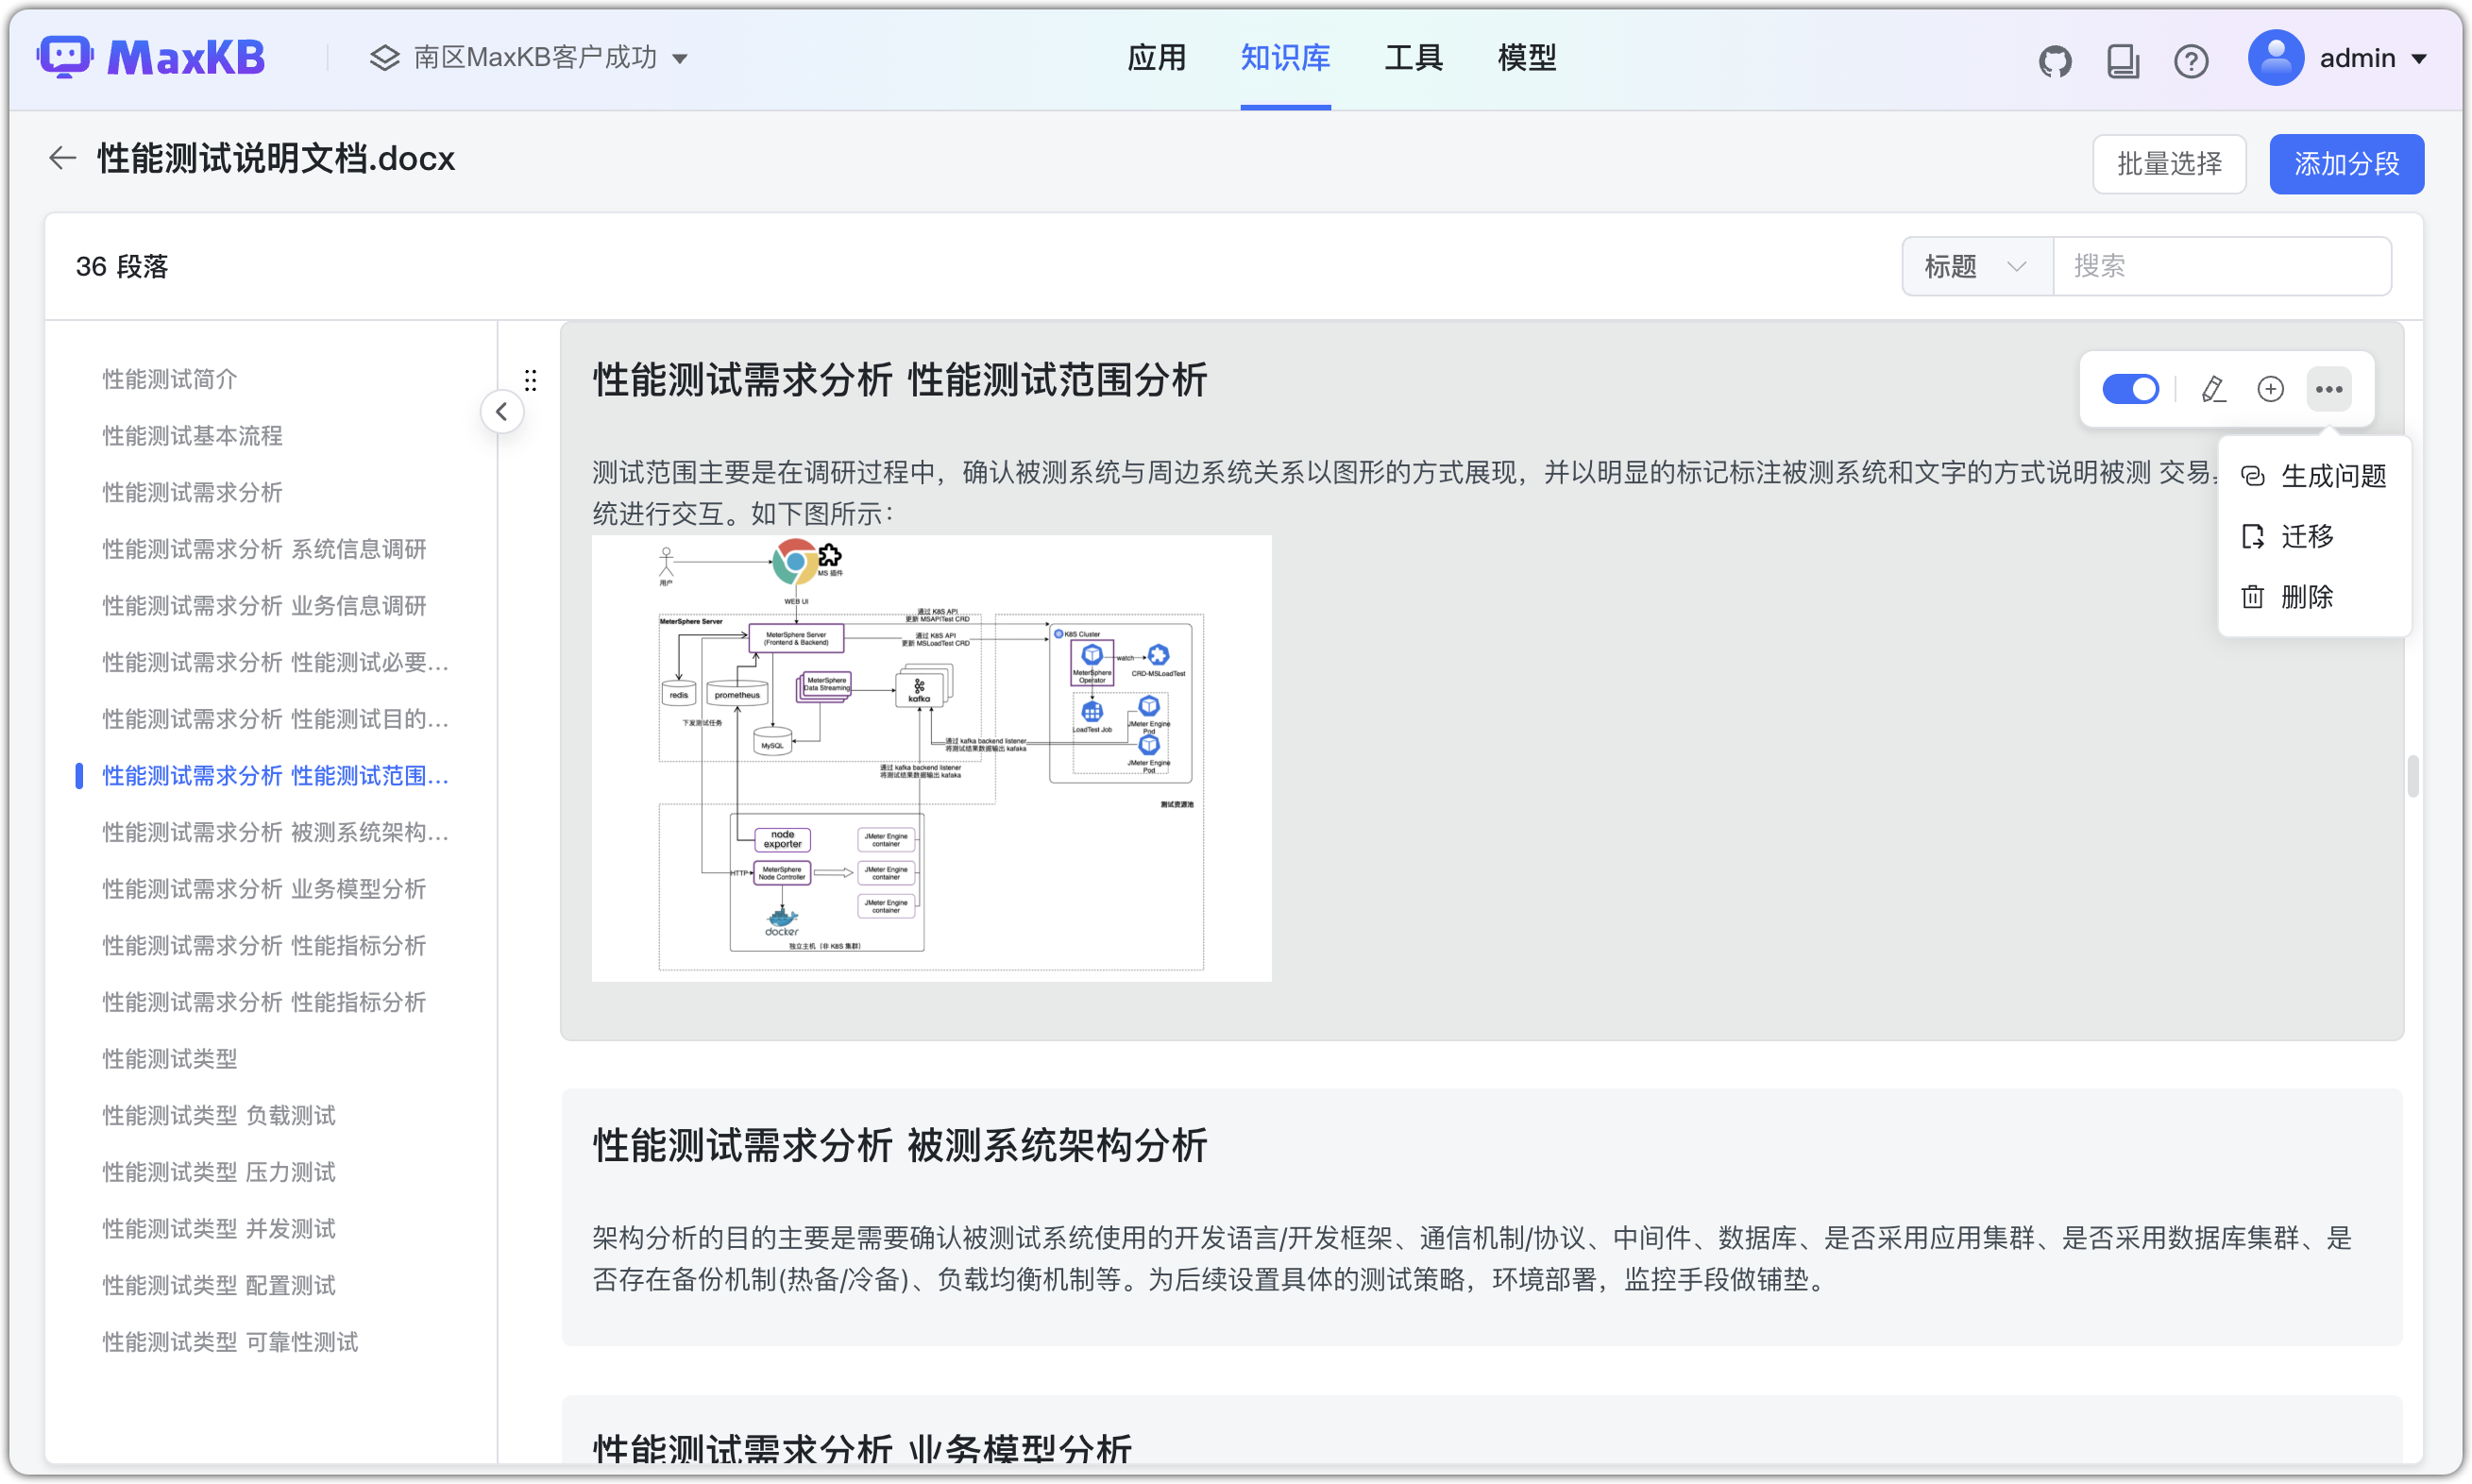 MaxKB
南区MaxKB客户成功
应用
知识库
工具
模型
admin
性能测试说明文档.docx
批量选择
添加分段
36 段落
标题
搜索
性能测试简介
性能测试基本流程
性能测试需求分析
性能测试需求分析 系统信息调研
性能测试需求分析 业务信息调研
性能测试需求分析 性能测试必要...
性能测试需求分析 性能测试目的...
性能测试需求分析 性能测试范围...
性能测试需求分析 被测系统架构...
性能测试需求分析 业务模型分析
性能测试需求分析 性能指标分析
性能测试需求分析 性能指标分析
性能测试类型
性能测试类型 负载测试
性能测试类型 压力测试
性能测试类型 并发测试
性能测试类型 配置测试
性能测试类型 可靠性测试
性能测试需求分析 性能测试范围分析
生成问题
迁移
删除
测试范围主要是在调研过程中，确认被测系统与周边系统关系以图形的方式展现，并以明显的标记标注被测系统和文字的方式说明被测 交易
统进行交互。如下图所示：
用户
MS 插件
WEB UI
MeterSphere Server
MeterSphere Server
(Frontend & Backend)
通过 K8S API
更新 MSAPITest CRD
通过 K8S API
更新 MSLoadTest CRD
K8S Cluster
MeterSphere
Operator
watch
CRD-MSLoadTest
redis
prometheus
MeterSphere
Data Streaming
kafka
下发测试任务
MySQL
LoadTest Job
JMeter Engine
Pod
JMeter Engine
Pod
通过 kafka backend listener
将测试结果数据输出 kafaka
通过 kafka backend listener
将测试结果数据输出 kafaka
测试资源池
node
exporter
JMeter Engine
container
HTTP
MeterSphere
Node Controller
JMeter Engine
container
JMeter Engine
container
docker
独立主机（非 K8S 集群）
性能测试需求分析 被测系统架构分析
架构分析的目的主要是需要确认被测试系统使用的开发语言/开发框架、通信机制/协议、中间件、数据库、是否采用应用集群、是否采用数据库集群、是
否存在备份机制(热备/冷备)、负载均衡机制等。为后续设置具体的测试策略，环境部署，监控手段做铺垫。
性能测试需求分析 业务模型分析